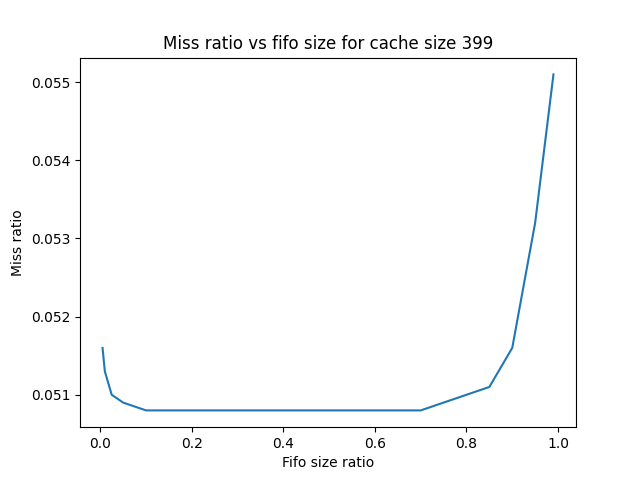 Miss ratio vs fifo size for cache size 399
0.055
0.054
0.053
0.052
0.051
Miss ratio
0.0 0.2 0.4 0.6 0.8 1.0
Fifo size ratio